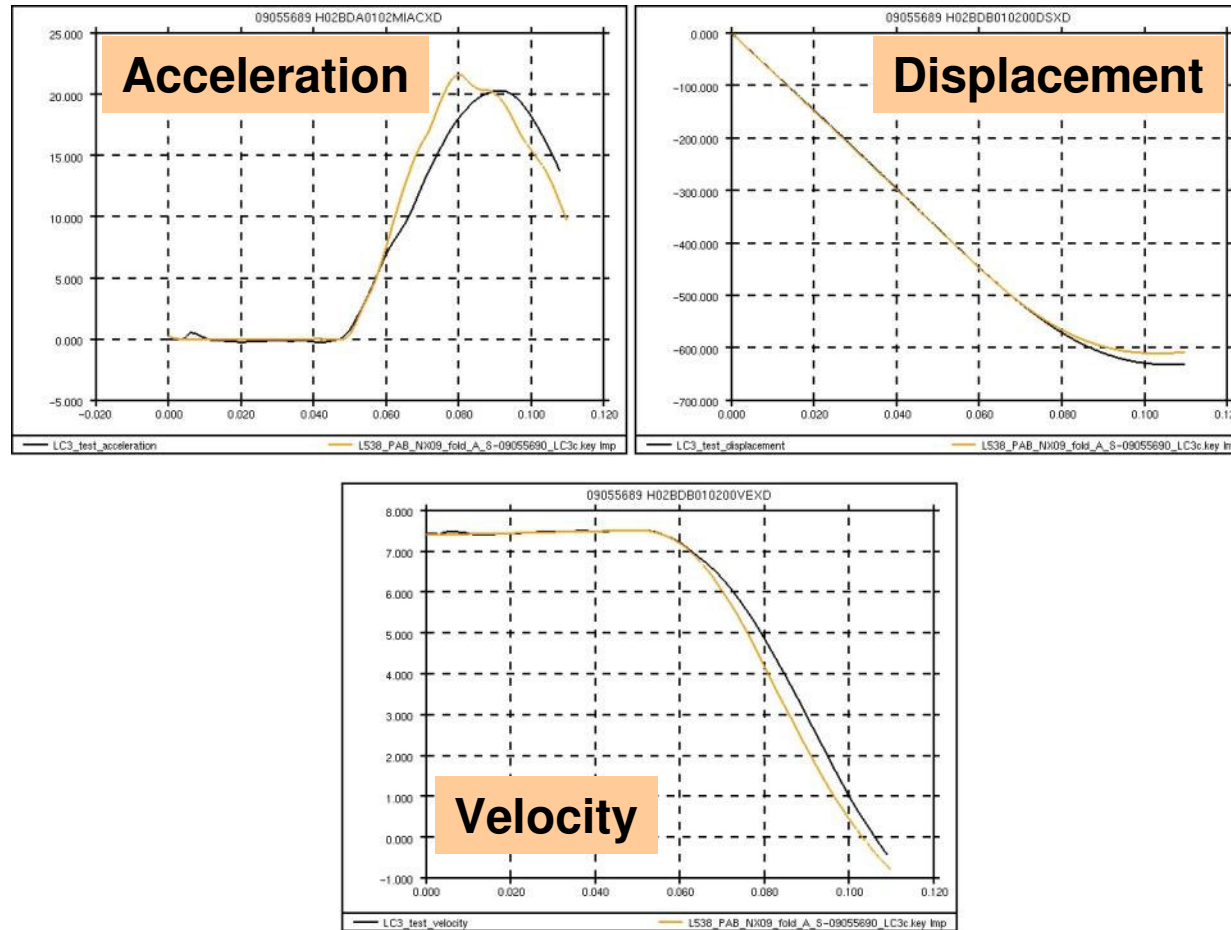 09055689 H02BDA0102MIACXD
Acceleration
25.000
20.000
15.000
10.000
5.000
0.000
−5.000
−0.020 0.000 0.020 0.040 0.060 0.080 0.100 0.120
LC3_test_acceleration L538_PAB_NX09_fold_A_S−09055690_LC3c.key Imp
09055689 H02BDB010200DSXD
Displacement
0.000
−100.000
−200.000
−300.000
−400.000
−500.000
−600.000
−700.000
0.000 0.020 0.040 0.060 0.080 0.100 0.12
LC3_test_displacement L538_PAB_NX09_fold_A_S−09055690_LC3c.key Im
09055689 H02BDB010200VEXD
8.000
7.000
6.000
5.000
4.000
3.000
2.000
1.000
0.000
−1.000
Velocity
0.000 0.020 0.040 0.060 0.080 0.100 0.120
LC3_test_velocity L538_PAB_NX09_fold_A_S−09055690_LC3c.key Imp